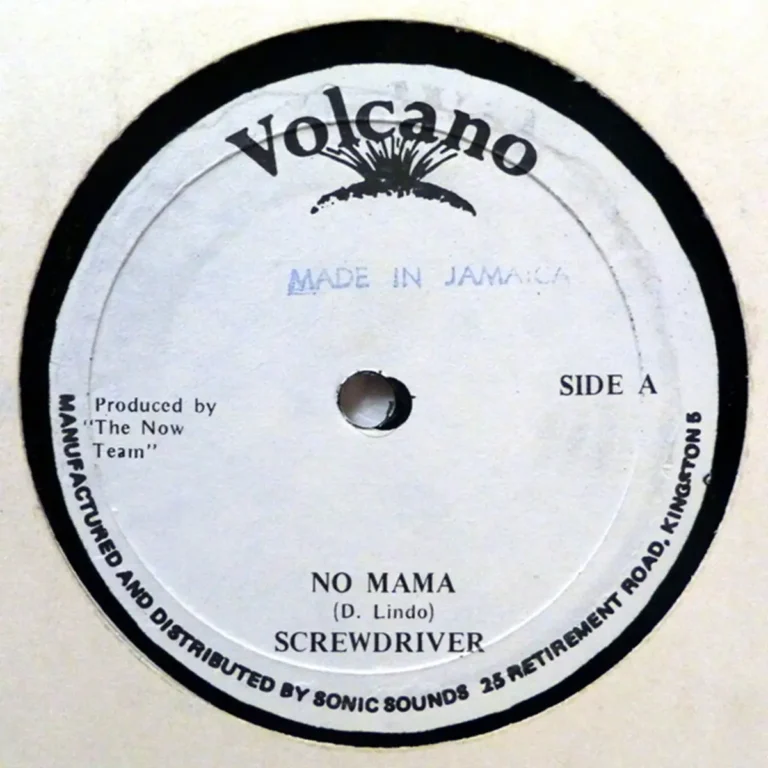 Volcano
MADE IN JAMAICA
SIDE A
Produced by
"The Now
Team"
NO MAMA
(D. Lindo)
SCREWDRIVER
MANUFACTURED AND DISTRIBUTED BY SONIC SOUNDS 25 RETIREMENT ROAD, KINGSTON 5